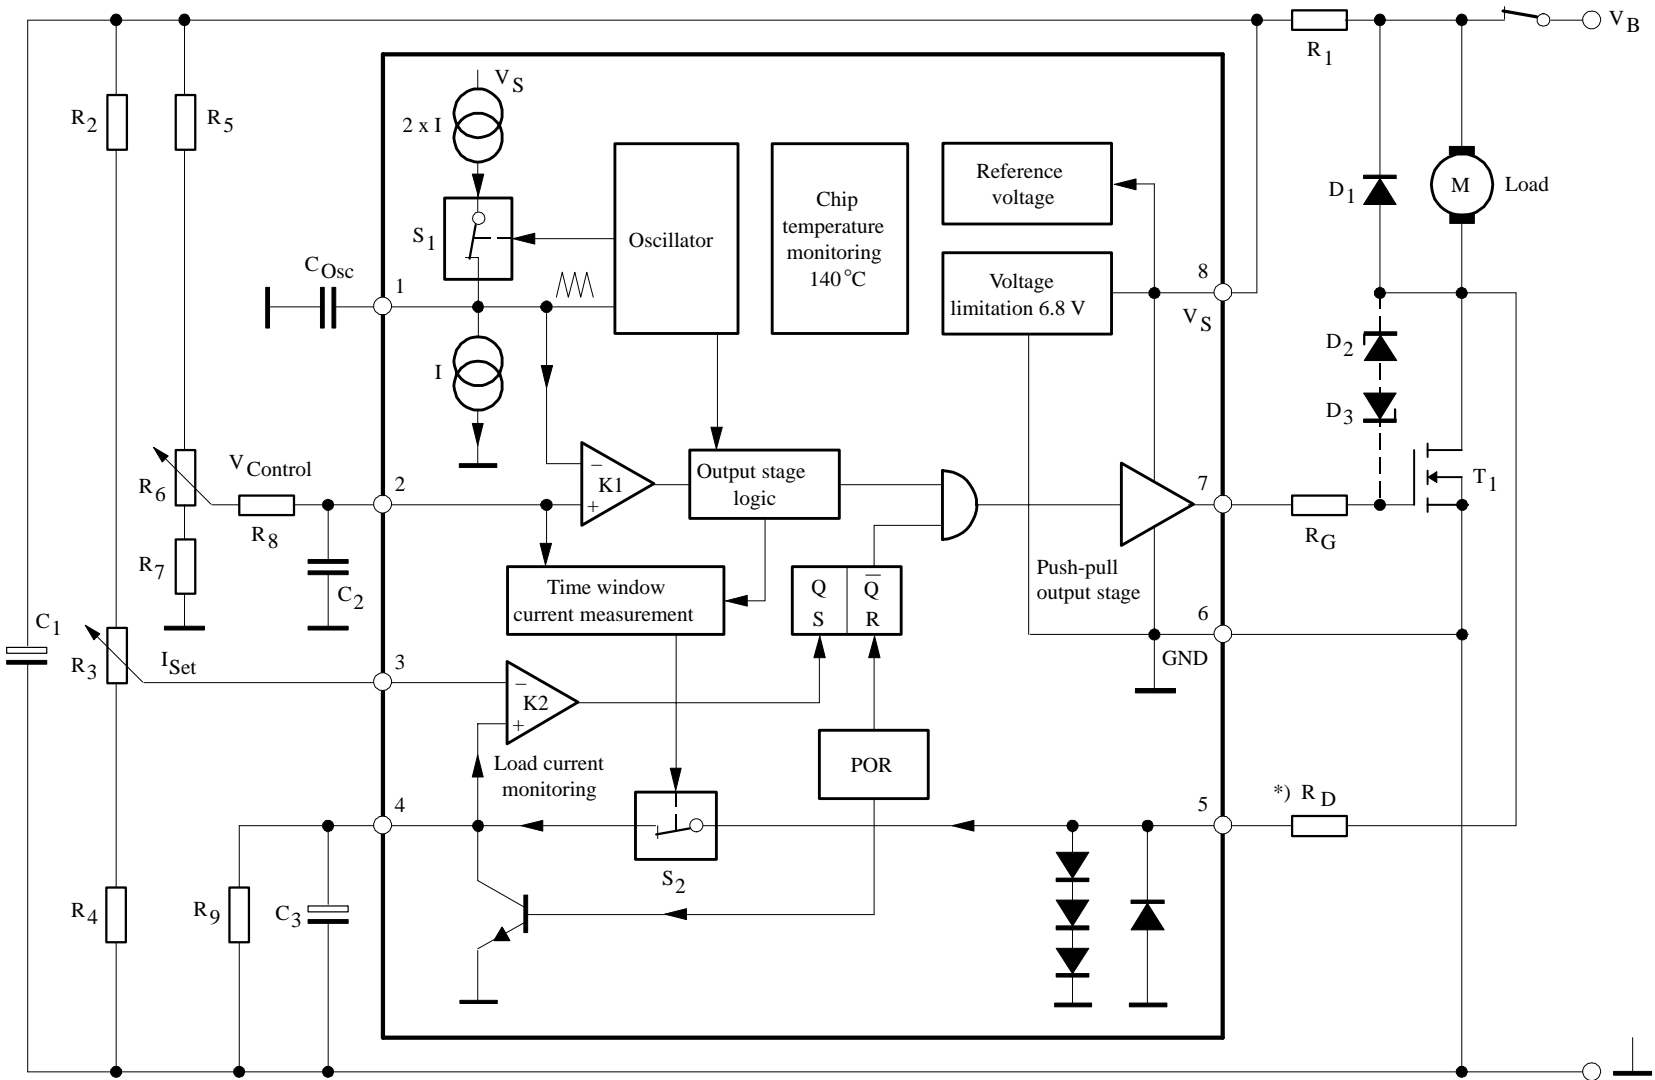 V_B
R_1
V_S
2 x I
R_2
R_5
Reference
voltage
Chip
temperature
monitoring
140 °C
D_1
M
Load
S_1
Oscillator
C_Osc
1
Voltage
limitation 6.8 V
8
V_S
D_2
I
D_3
V_Control
R_6
2
−
K1
+
Output stage
logic
7
T_1
R_8
R_G
R_7
C_2
Time window
current measurement
Q
Q̅
S
R
Push-pull
output stage
C_1
6
GND
R_3
I_Set
3
−
K2
+
Load current
monitoring
POR
4
5
*) R_D
S_2
R_4
R_9
C_3